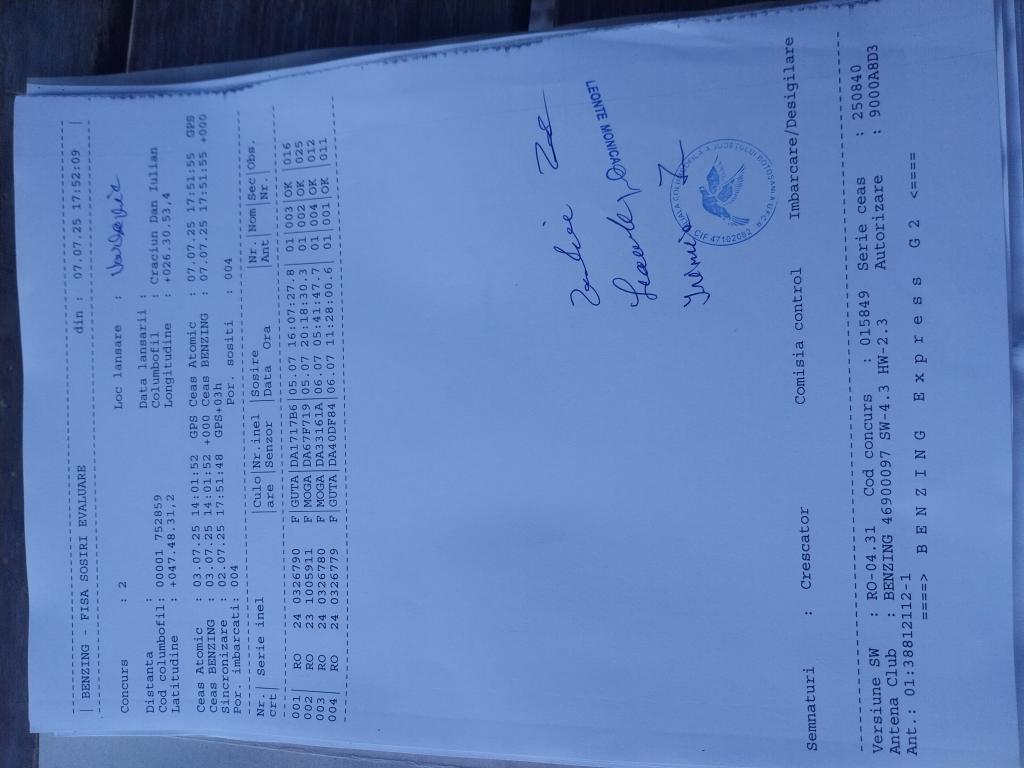 | BENZING - FISA SOSIRI EVALUARE din : 07.07.25 17:52:09 |
Concurs : 2 Loc lansare :
Distanta : Data lansarii :
Cod columbofil: 00001 752859 Columbofil : Craciun Dan Iulian
Latitudine : +047.48.31,2 Longitudine : +026.30.53,4
Ceas Atomic : 03.07.25 14:01:52 GPS Ceas Atomic : 07.07.25 17:51:55 GPS
Ceas BENZING : 03.07.25 14:01:52 +000 Ceas BENZING : 07.07.25 17:51:55 +000
Sincronizare : 02.07.25 17:51:48 GPS+03h
Por. imbarcati: 004 Por. sositi : 004
Nr.| Serie inel |Culo|Nr.inel |Sosire |Nr. |Nom|Sec|Obs.
crt| |are |Senzor |Data Ora |Ant |Nr.|
001| RO 24 0326790 F|GUTA|DA1717B6|05.07 16:07:27.8 01|003|OK |016
002| RO 23 1005911 F|MOGA|DA67F719|05.07 20:18:30.3 01|002|OK |025
003| RO 24 0326780 F|MOGA|DA33161A|06.07 05:41:47.7 01|004|OK |012
004| RO 24 0326779 F|GUTA|DA40DF84|06.07 11:28:00.6 01|001|OK |011
LEONTE MONICA
CIF 47102082
Semnaturi : Crescator Comisia control Imbarcare/Desigilare
Versiune SW : RO-04.31 Cod concurs : 015849 Serie ceas : 250840
Antena Club : BENZING 46900097 SW-4.3 HW-2.3 Autorizare : 9000A8D3
Ant.: 01:38812112-1
====> B E N Z I N G E x p r e s s G 2 <====